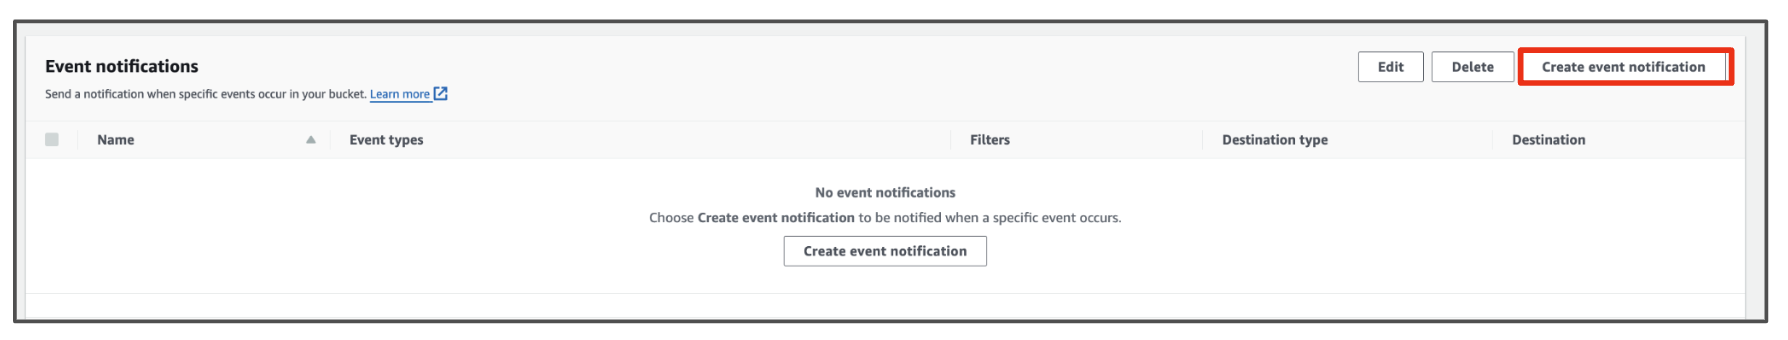 Event notifications
Edit
Delete
Create event notification
Send a notification when specific events occur in your bucket. Learn more
Name
Event types
Filters
Destination type
Destination
No event notifications
Choose Create event notification to be notified when a specific event occurs.
Create event notification